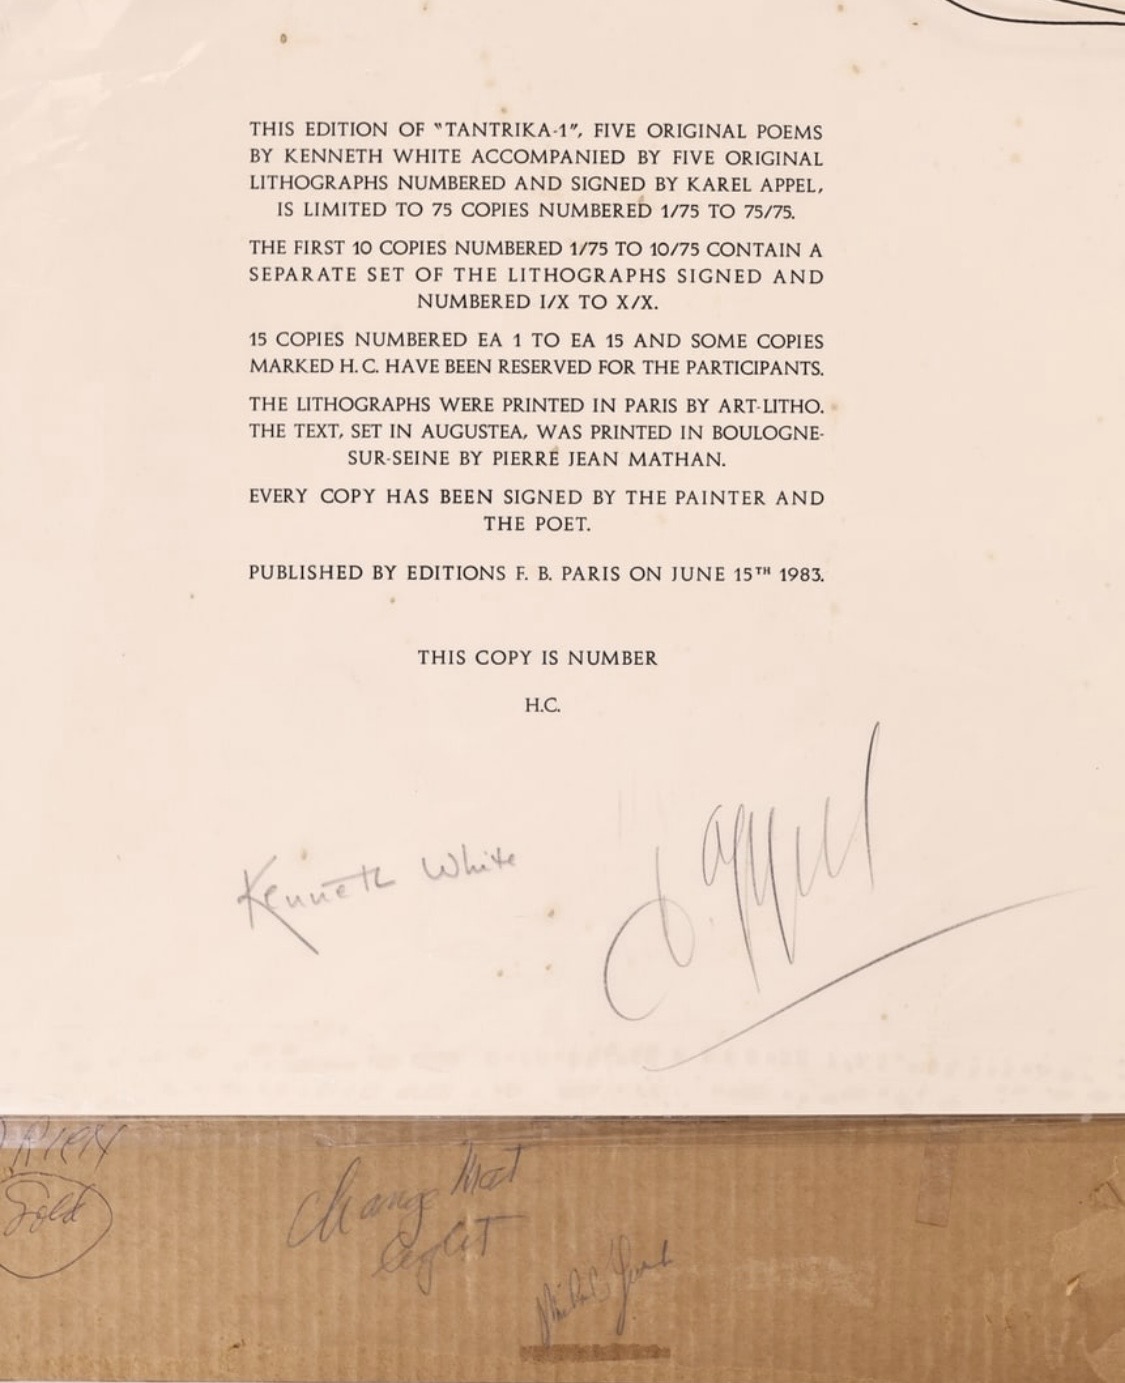 THIS EDITION OF "TANTRIKA-1", FIVE ORIGINAL POEMS
BY KENNETH WHITE ACCOMPANIED BY FIVE ORIGINAL
LITHOGRAPHS NUMBERED AND SIGNED BY KAREL APPEL,
IS LIMITED TO 75 COPIES NUMBERED 1/75 TO 75/75.
THE FIRST 10 COPIES NUMBERED 1/75 TO 10/75 CONTAIN A
SEPARATE SET OF THE LITHOGRAPHS SIGNED AND
NUMBERED I/X TO X/X.
15 COPIES NUMBERED EA 1 TO EA 15 AND SOME COPIES
MARKED H.C. HAVE BEEN RESERVED FOR THE PARTICIPANTS.
THE LITHOGRAPHS WERE PRINTED IN PARIS BY ART-LITHO.
THE TEXT, SET IN AUGUSTEA, WAS PRINTED IN BOULOGNE-
SUR-SEINE BY PIERRE JEAN MATHAN.
EVERY COPY HAS BEEN SIGNED BY THE PAINTER AND
THE POET.
PUBLISHED BY EDITIONS F. B. PARIS ON JUNE 15TH 1983.
THIS COPY IS NUMBER
H.C.
Kenneth White
appel
Sold
Change Mat